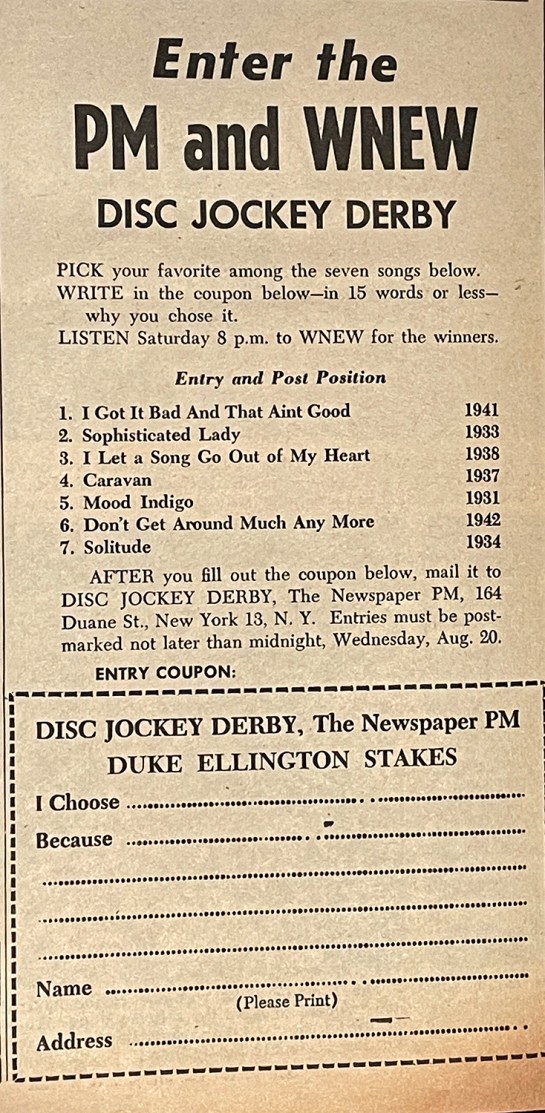 Enter the
PM and WNEW
DISC JOCKEY DERBY
PICK your favorite among the seven songs below.
WRITE in the coupon below—in 15 words or less—
why you chose it.
LISTEN Saturday 8 p.m. to WNEW for the winners.
Entry and Post Position
1. I Got It Bad And That Aint Good 1941
2. Sophisticated Lady 1933
3. I Let a Song Go Out of My Heart 1938
4. Caravan 1937
5. Mood Indigo 1931
6. Don't Get Around Much Any More 1942
7. Solitude 1934
AFTER you fill out the coupon below, mail it to
DISC JOCKEY DERBY, The Newspaper PM, 164
Duane St., New York 13, N. Y. Entries must be post-
marked not later than midnight, Wednesday, Aug. 20.
ENTRY COUPON:
DISC JOCKEY DERBY, The Newspaper PM
DUKE ELLINGTON STAKES
I Choose
Because
Name
(Please Print)
Address